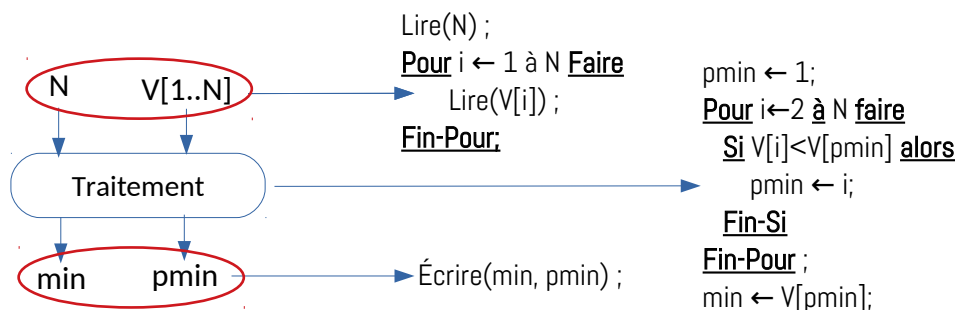 N V[1..N]
Traitement
min pmin
Lire(N) ;
Pour i ← 1 à N Faire
Lire(V[i]) ;
Fin-Pour;
Écrire(min, pmin) ;
pmin ← 1;
Pour i←2 à N faire
Si V[i]<V[pmin] alors
pmin ← i;
Fin-Si
Fin-Pour ;
min ← V[pmin];